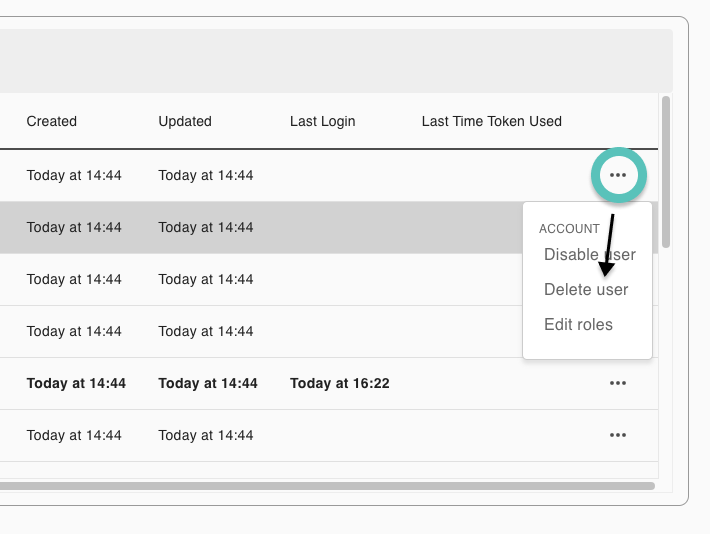 Created Updated Last Login Last Time Token Used
Today at 14:44 Today at 14:44
Today at 14:44 Today at 14:44
ACCOUNT
Disable user
Today at 14:44 Today at 14:44
Delete user
Edit roles
Today at 14:44 Today at 14:44
Today at 14:44 Today at 14:44 Today at 16:22
Today at 14:44 Today at 14:44